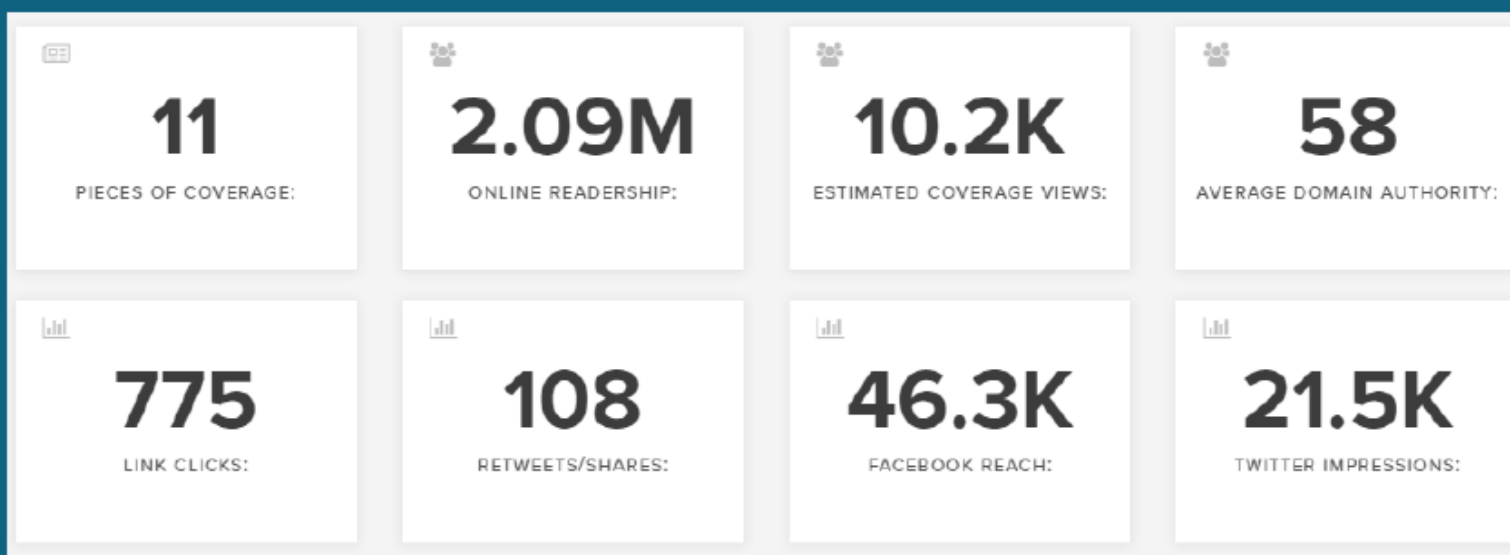 11
PIECES OF COVERAGE:
2.09M
ONLINE READERSHIP:
10.2K
ESTIMATED COVERAGE VIEWS:
58
AVERAGE DOMAIN AUTHORITY:
775
LINK CLICKS:
108
RETWEETS/SHARES:
46.3K
FACEBOOK REACH:
21.5K
TWITTER IMPRESSIONS: